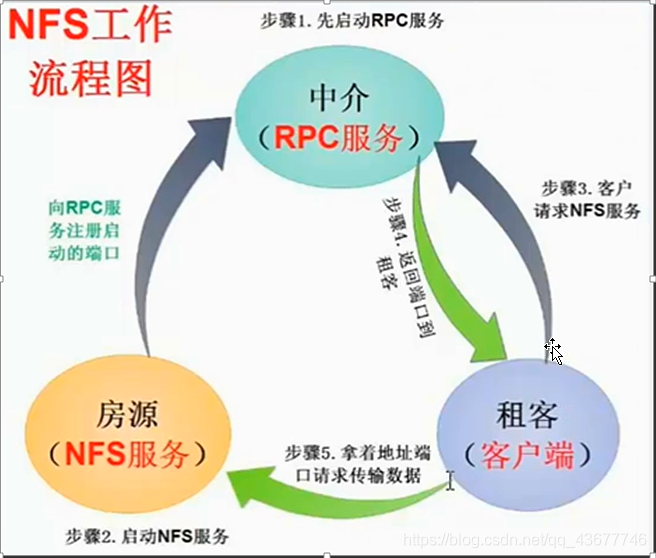 NFS工作
流程图
步骤1.先启动RPC服务
中介
（RPC服务）
向RPC服
务注册启
动的端口
步骤3.客户
请求NFS服务
步骤4.返回端口到
租客
房源
（NFS服务）
租客
（客户端）
步骤5.拿着地址端
口请求传输数据
步骤2.启动NFS服务
https://blog.csdn.net/qq_43677746